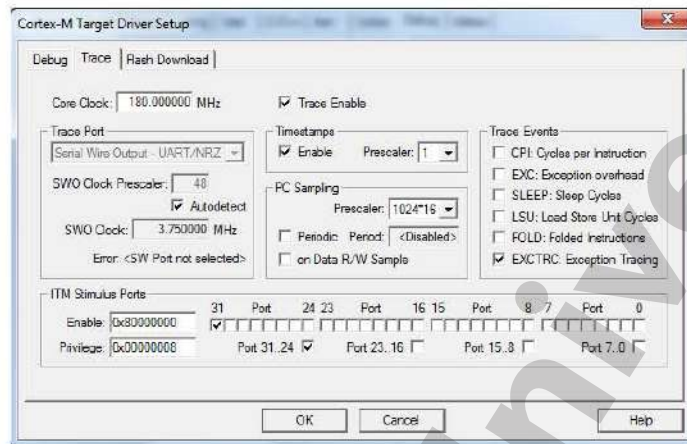 Cortex-M Target Driver Setup
Debug Trace Flash Download
Core Clock: 180.000000 MHz Trace Enable
Trace Port
Serial Wire Output - UART/NRZ
SWO Clock Prescaler: 48
Autodetect
SWO Clock: 3.750000 MHz
Error: <SW Port not selected>
Timestamps
Enable Prescaler: 1
PC Sampling
Prescaler: 1024*16
Periodic Period: <Disabled>
on Data R/W Sample
Trace Events
CPI: Cycles per Instruction
EXC: Exception overhead
SLEEP: Sleep Cycles
LSU: Load Store Unit Cycles
FOLD: Folded Instructions
EXCTRC: Exception Tracing
ITM Stimulus Ports
31 Port 24 23 Port 16 15 Port 8 7 Port 0
Enable: 0x80000000
Privilege: 0x00000008 Port 31..24 Port 23..16 Port 15..8 Port 7..0
OK Cancel Help